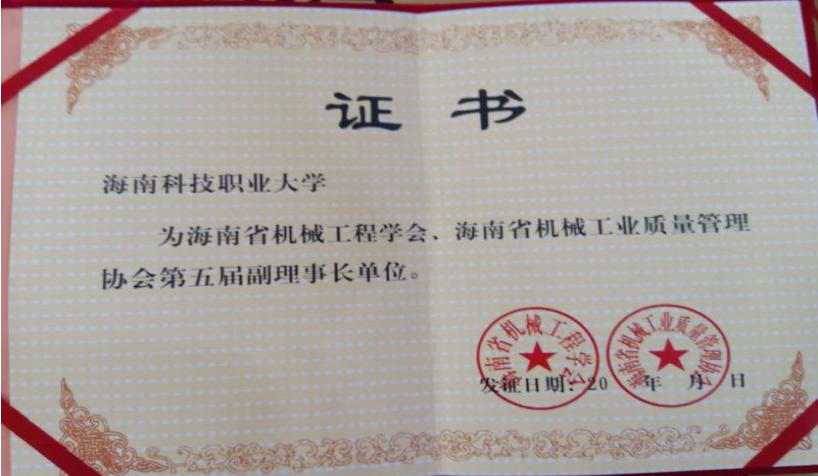 证书
海南科技职业大学
为海南省机械工程学会、海南省机械工业质量管理
协会第五届副理事长单位。
海南省机械工程学会
海南省机械工业质量管理协会
发证日期：20 年 月 日